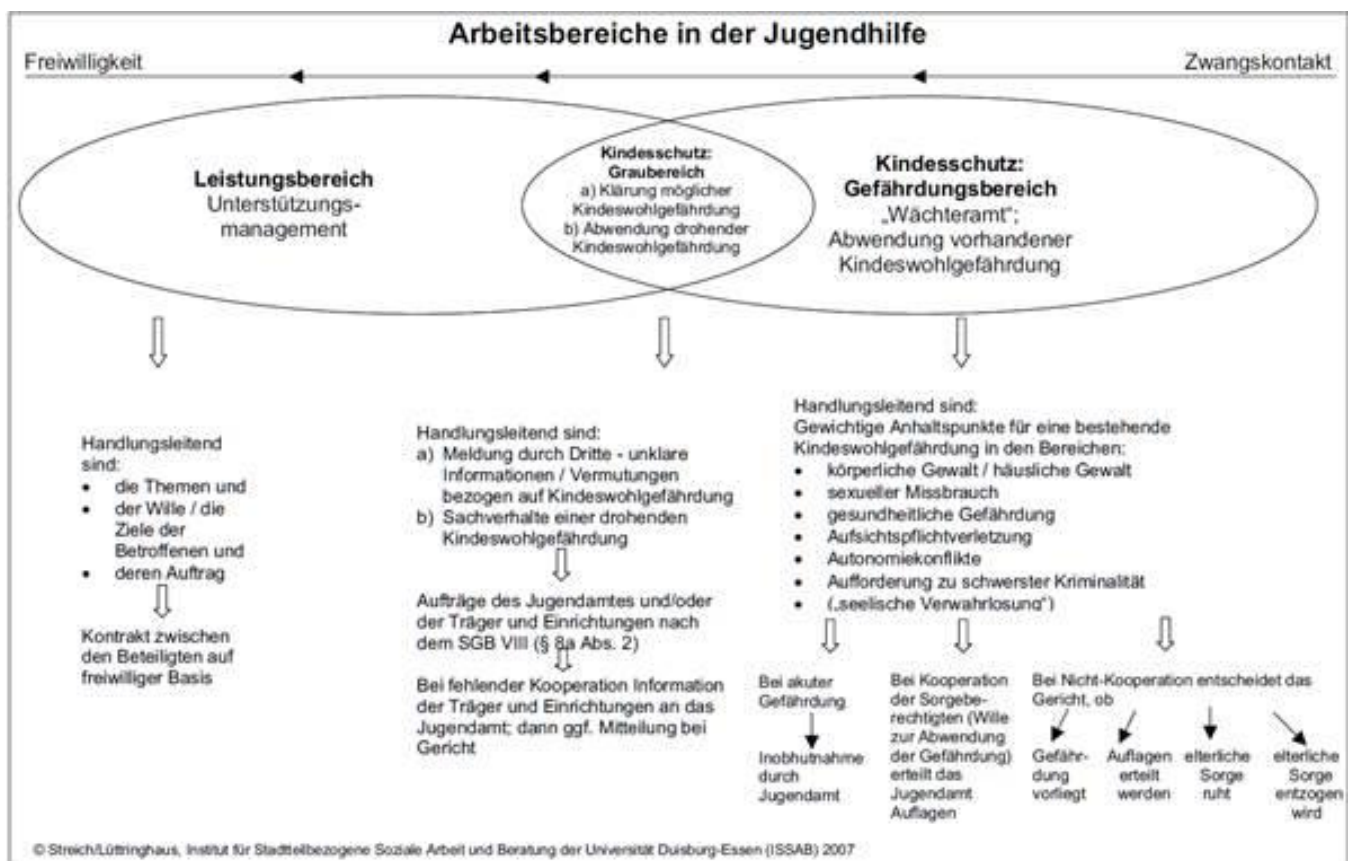 Arbeitsbereiche in der Jugendhilfe
Freiwilligkeit
Zwangskontakt
Leistungsbereich
Unterstützungs-
management
Kindesschutz:
Graubereich
a) Klärung möglicher
Kindeswohlgefährdung
b) Abwendung drohender
Kindeswohlgefährdung
Kindesschutz:
Gefährdungsbereich
„Wächteramt“;
Abwendung vorhandener
Kindeswohlgefährdung
Handlungsleitend
sind:
• die Themen und
• der Wille / die
Ziele der
Betroffenen und
• deren Auftrag
Kontrakt zwischen
den Beteiligten auf
freiwilliger Basis
Handlungsleitend sind:
a) Meldung durch Dritte - unklare
Informationen / Vermutungen
bezogen auf Kindeswohlgefährdung
b) Sachverhalte einer drohenden
Kindeswohlgefährdung
Aufträge des Jugendamtes und/oder
der Träger und Einrichtungen nach
dem SGB VIII (§ 8a Abs. 2)
Bei fehlender Kooperation Information
der Träger und Einrichtungen an das
Jugendamt; dann ggf. Mitteilung bei
Gericht
Handlungsleitend sind:
Gewichtige Anhaltspunkte für eine bestehende
Kindeswohlgefährdung in den Bereichen:
• körperliche Gewalt / häusliche Gewalt
• sexueller Missbrauch
• gesundheitliche Gefährdung
• Aufsichtspflichtverletzung
• Autonomiekonflikte
• Aufforderung zu schwerster Kriminalität
• („seelische Verwahrlosung“)
Bei akuter
Gefährdung
Inobhutnahme
durch
Jugendamt
Bei Kooperation
der Sorgebe-
rechtigten (Wille
zur Abwendung
der Gefährdung)
erteilt das
Jugendamt
Auflagen
Bei Nicht-Kooperation entscheidet das
Gericht, ob
Gefähr-
dung
vorliegt
Auflagen
erteilt
werden
elterliche
Sorge
ruht
elterliche
Sorge
entzogen
wird
© Streich/Lüttringhaus, Institut für Stadtteilbezogene Soziale Arbeit und Beratung der Universität Duisburg-Essen (ISSAB) 2007